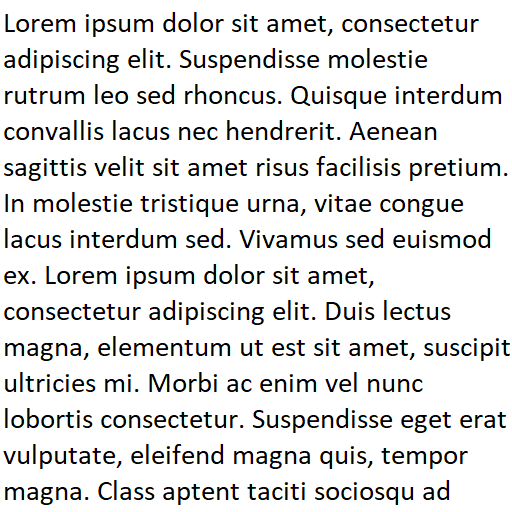 Lorem ipsum dolor sit amet, consectetur
adipiscing elit. Suspendisse molestie
rutrum leo sed rhoncus. Quisque interdum
convallis lacus nec hendrerit. Aenean
sagittis velit sit amet risus facilisis pretium.
In molestie tristique urna, vitae congue
lacus interdum sed. Vivamus sed euismod
ex. Lorem ipsum dolor sit amet,
consectetur adipiscing elit. Duis lectus
magna, elementum ut est sit amet, suscipit
ultricies mi. Morbi ac enim vel nunc
lobortis consectetur. Suspendisse eget erat
vulputate, eleifend magna quis, tempor
magna. Class aptent taciti sociosqu ad